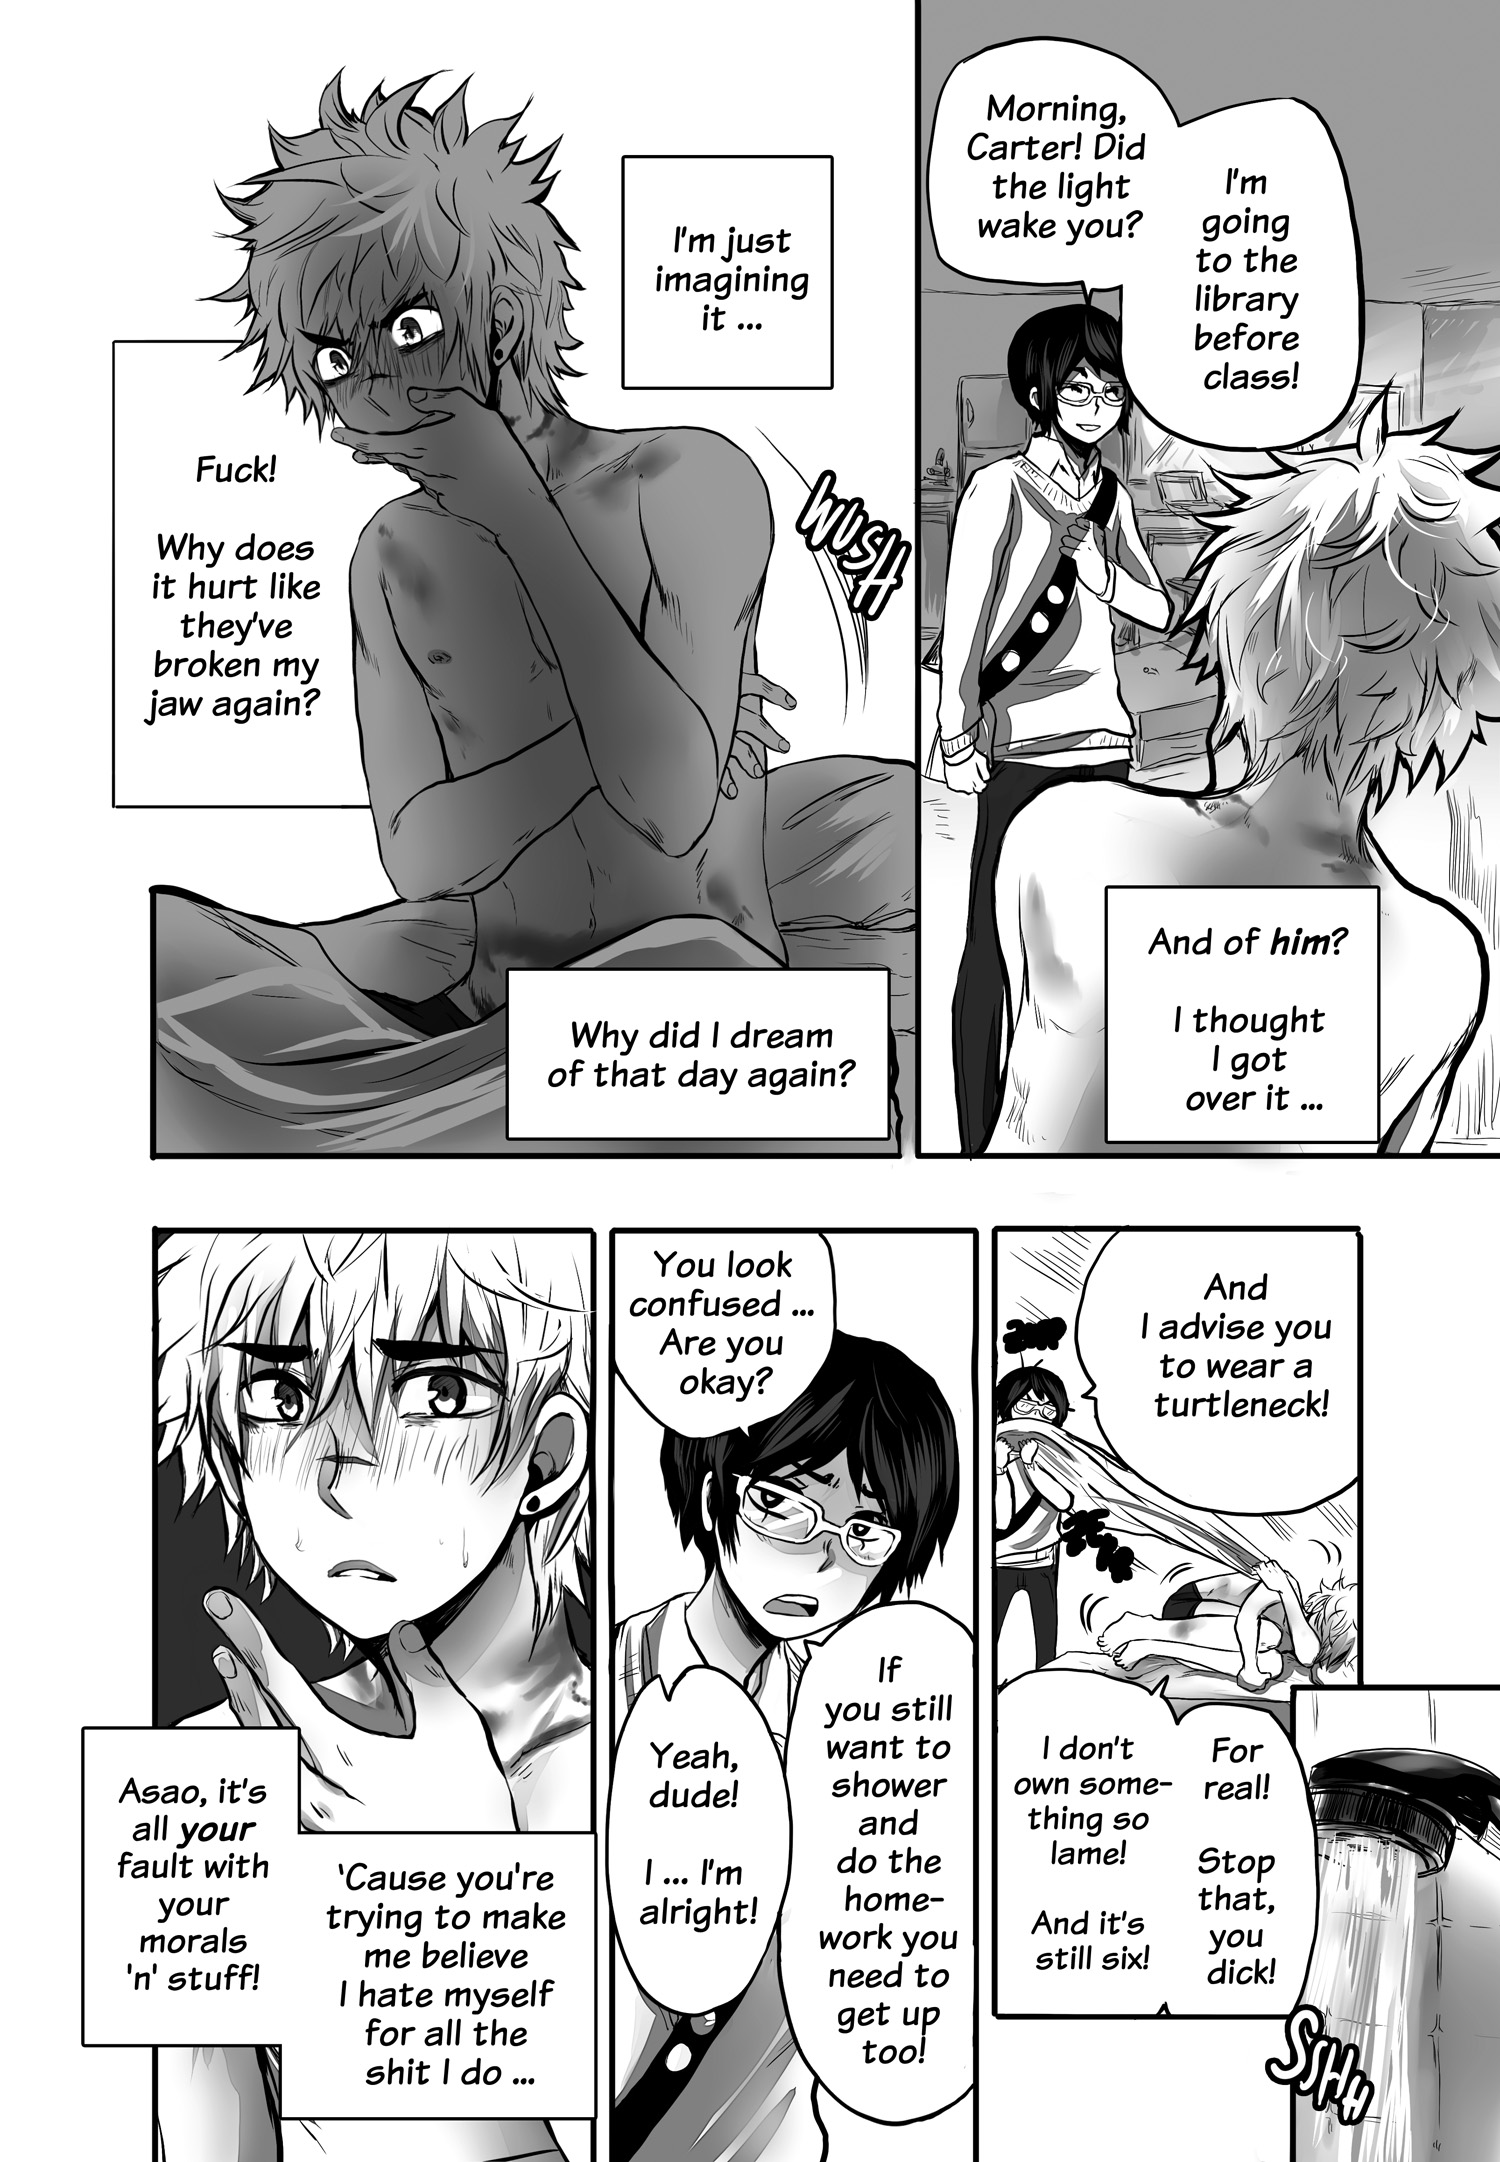 Fuck!
Why does
it hurt like
they've
broken my
jaw again?
I'm just
imagining
it ...
WUSH
Why did I dream
of that day again?
Morning,
Carter! Did
the light
wake you?
I'm
going
to the
library
before
class!
And of him?
I thought
I got
over it ...
Asao, it's
all your
fault with
your
morals
'n' stuff!
'Cause you're
trying to make
me believe
I hate myself
for all the
shit I do ...
You look
confused ...
Are you
okay?
Yeah,
dude!
I ... I'm
alright!
If
you still
want to
shower
and
do the
home-
work you
need to
get up
too!
And
I advise you
to wear a
turtleneck!
I don't
own some-
thing so
lame!
And it's
still six!
For
real!
Stop
that,
you
dick!
SSHH